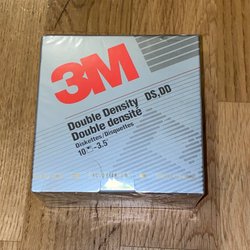 3M
Double Density DS, DD
Double densité
Diskettes/Disquettes
10 -3.5"